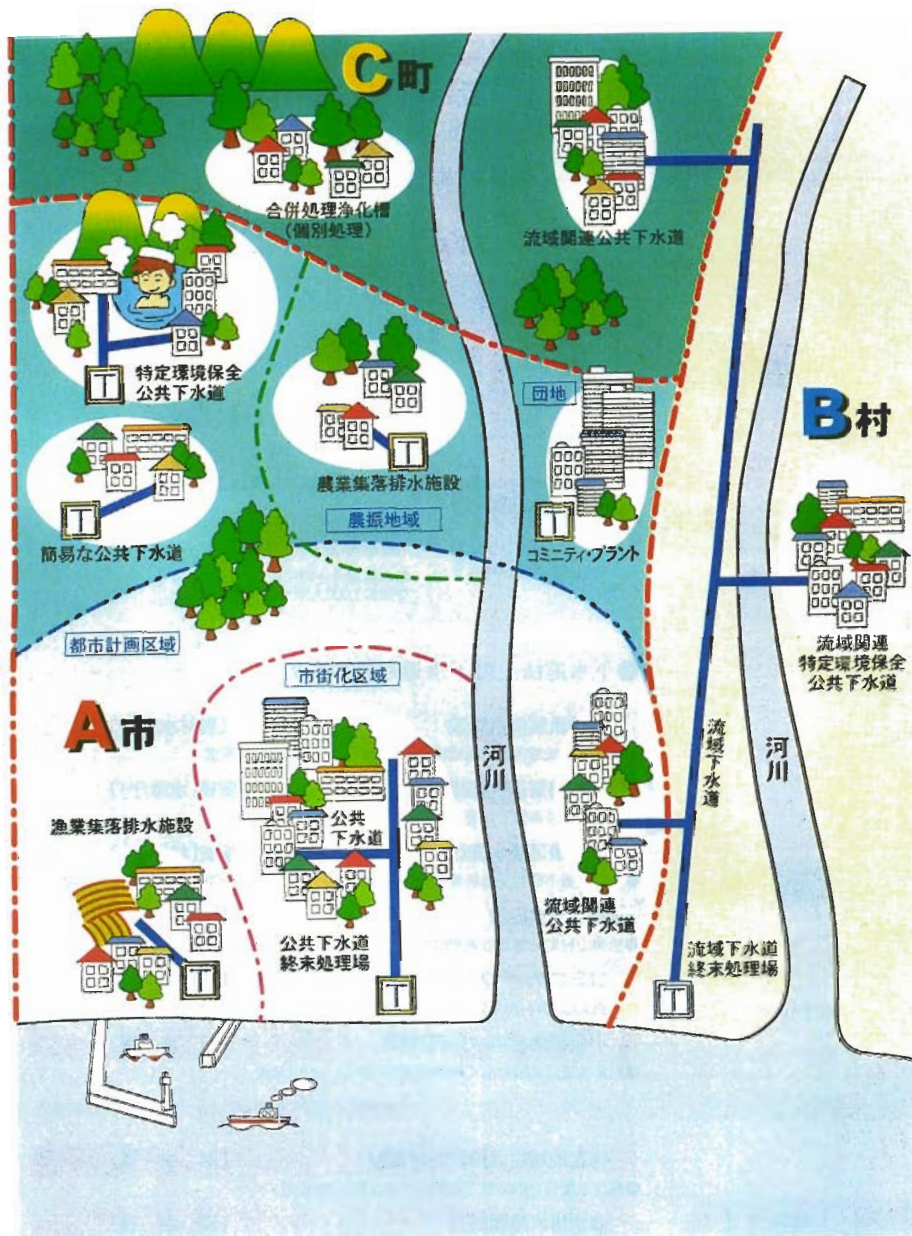 C町
合併処理浄化槽
(個別処理)
流域関連公共下水道
特定環境保全
公共下水道
T
団地
B村
農業集落排水施設
T
農振地域
簡易な公共下水道
T
コミニティ・プラント
T
都市計画区域
市街化区域
流域関連
特定環境保全
公共下水道
A市
河川
流域下水道
河川
漁業集落排水施設
T
公共
下水道
公共下水道
終末処理場
T
流域関連
公共下水道
流域下水道
終末処理場
T